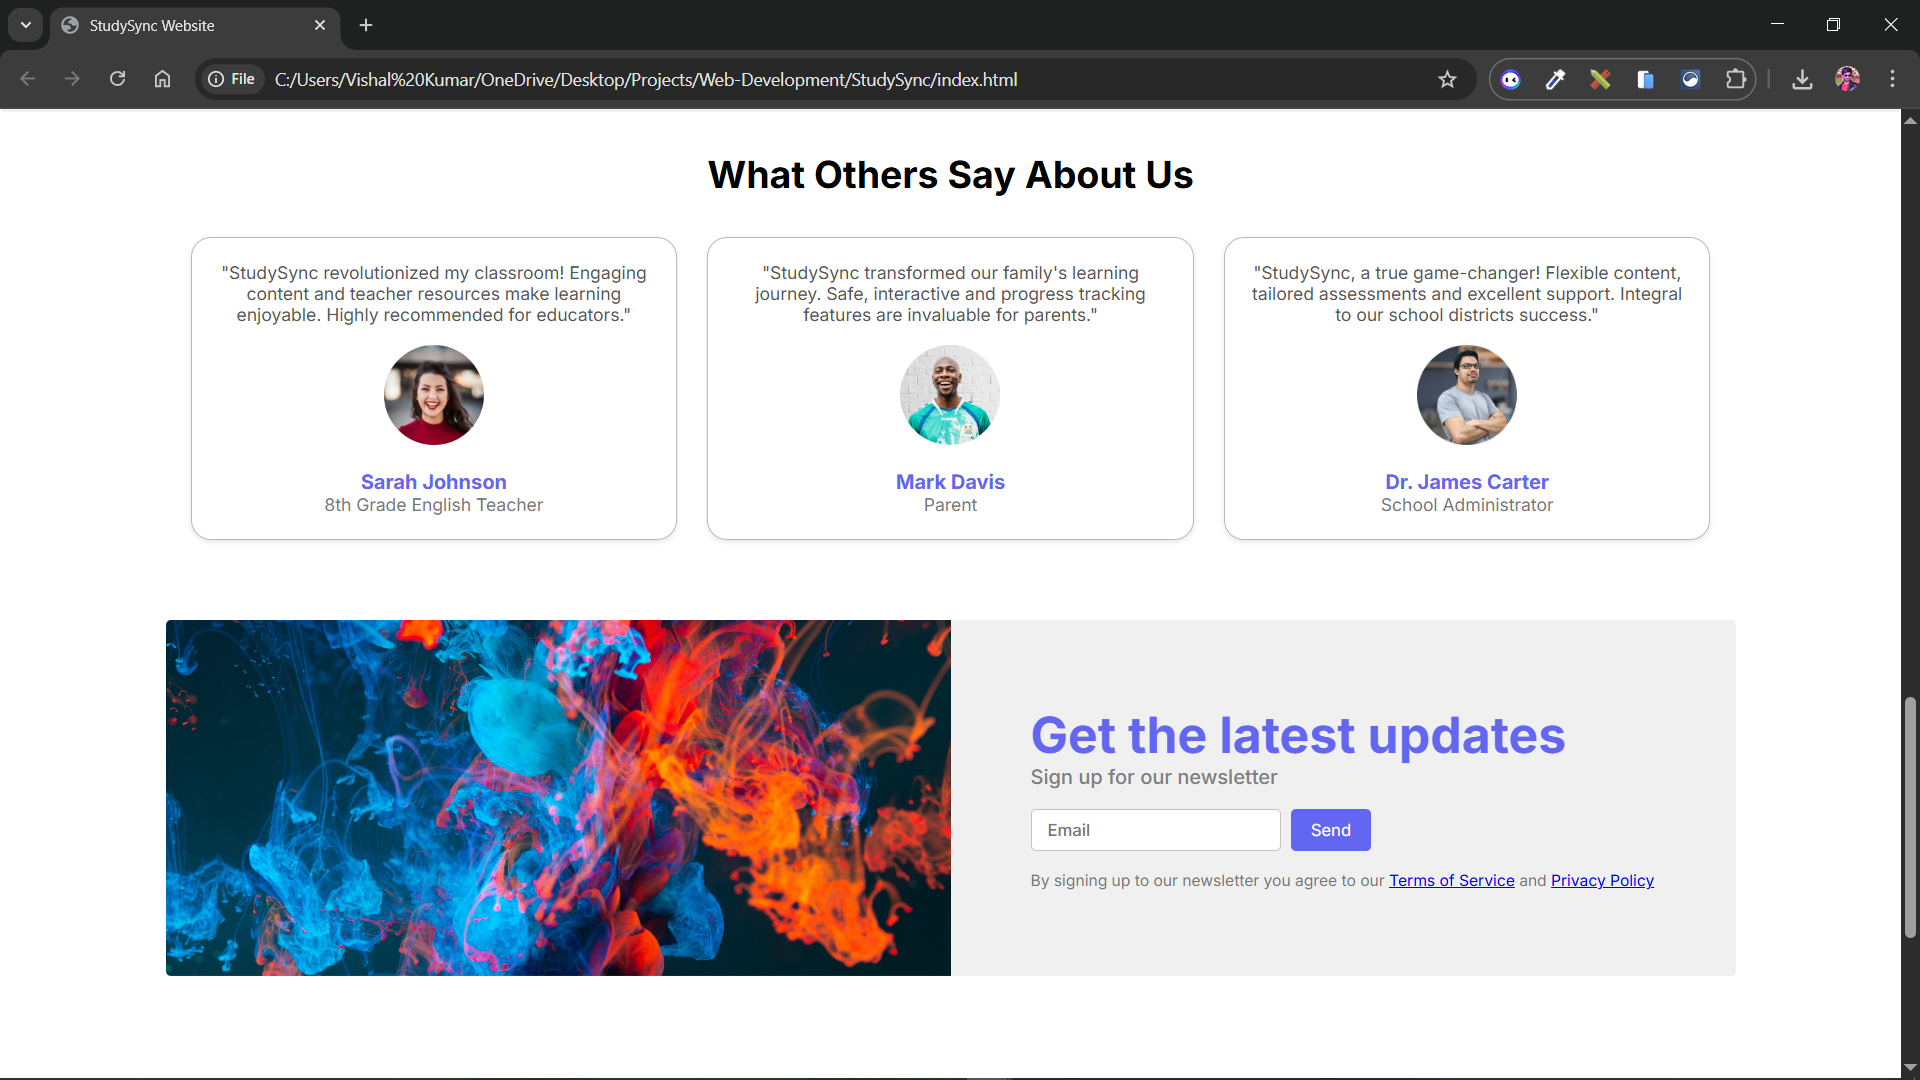 StudySync Website
File
C:/Users/Vishal%20Kumar/OneDrive/Desktop/Projects/Web-Development/StudySync/index.html
What Others Say About Us
"StudySync revolutionized my classroom! Engaging
content and teacher resources make learning
enjoyable. Highly recommended for educators."
Sarah Johnson
8th Grade English Teacher
"StudySync transformed our family's learning
journey. Safe, interactive and progress tracking
features are invaluable for parents."
Mark Davis
Parent
"StudySync, a true game-changer! Flexible content,
tailored assessments and excellent support. Integral
to our school districts success."
Dr. James Carter
School Administrator
Get the latest updates
Sign up for our newsletter
Email
Send
By signing up to our newsletter you agree to our Terms of Service and Privacy Policy